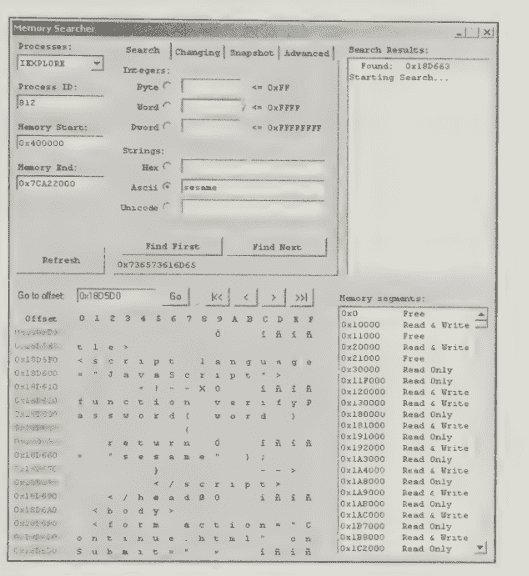 Memory Searcher
Processes:
IEXPLORE
Process ID:
812
Memory Start:
0x400000
Memory End:
0x7CA22000
Refresh
Search Changing Snapshot Advanced
Integers:
Byte <= 0xFF
Word <= 0xFFFF
Dword <= 0xFFFFFFFF
Strings:
Hex
Ascii sesame
Unicode
Find First Find Next
0x736573616D65
Search Results:
Found: 0x18D663
Starting Search...
Go to offset: 0x18D5D0 Go |<< < > >>|
Offset 0 1 2 3 4 5 6 7 8 9 A B C D E F
Ó í ñ í ñ
t l e >
0x18D5F0 < s c r i p t l a n g u a g e
0x18D600 = " J a v a S c r i p t " >
0x18D610 < ! - - X Ó í ñ í ñ
f u n c t i o n v e r i f y P
a s s w o r d ( w o r d )
{
r e t u r n Ó í ñ í ñ
0x18D660 = " s e s a m e " ) ;
} - - >
< / s c r i p t >
0x18D690 < / h e a d Ø Ó í ñ í ñ
0x18D6A0 < b o d y >
< f o r m a c t i o n = " C
o n t i n u e . h t m l " o n
S u b m i t = " » í ñ í ñ
Memory segments:
0x0 Free
0x10000 Read & Write
0x11000 Free
0x20000 Read & Write
0x21000 Free
0x30000 Read Only
0x11F000 Read Only
0x120000 Read & Write
0x130000 Read & Write
0x180000 Read Only
0x181000 Read & Write
0x191000 Read Only
0x192000 Read & Write
0x1A3000 Read Only
0x1A4000 Read & Write
0x1A8000 Read Only
0x1A9000 Read & Write
0x1AB000 Read Only
0x1AC000 Read & Write
0x1B7000 Read Only
0x1B8000 Read & Write
0x1C2000 Read Only